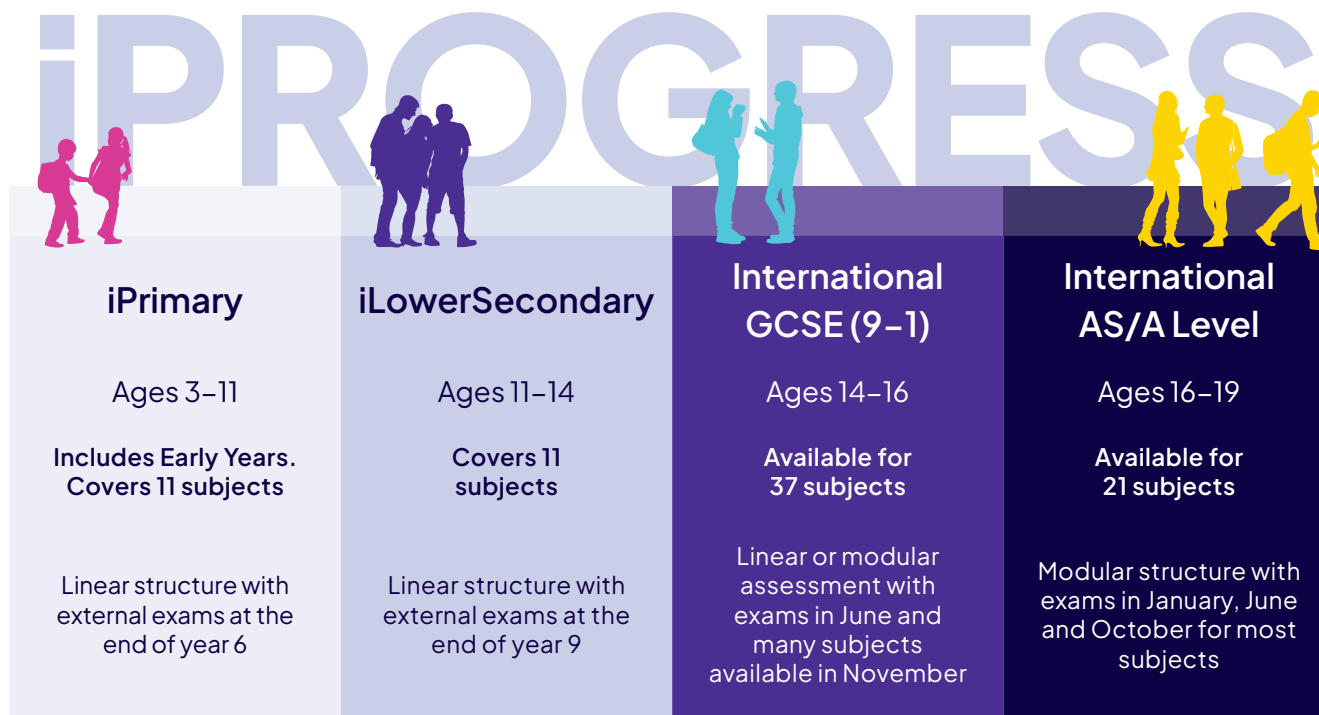 iPROGRESS
iPrimary
Ages 3–11
Includes Early Years.
Covers 11 subjects
Linear structure with
external exams at the
end of year 6
iLowerSecondary
Ages 11–14
Covers 11
subjects
Linear structure with
external exams at the
end of year 9
International
GCSE (9–1)
Ages 14–16
Available for
37 subjects
Linear or modular
assessment with
exams in June and
many subjects
available in November
International
AS/A Level
Ages 16–19
Available for
21 subjects
Modular structure with
exams in January, June
and October for most
subjects